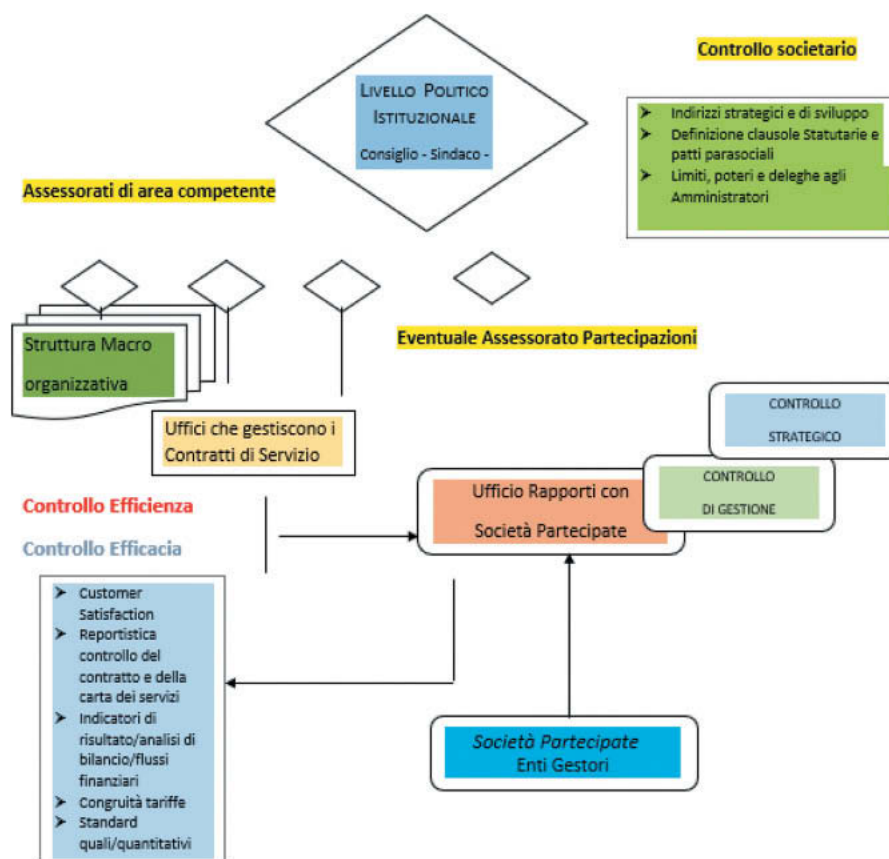 Controllo societario
LIVELLO POLITICO
ISTITUZIONALE
Consiglio - Sindaco -
➤ Indirizzi strategici e di sviluppo
➤ Definizione clausole Statutarie e
patti parasociali
➤ Limiti, poteri e deleghe agli
Amministratori
Assessorati di area competente
Eventuale Assessorato Partecipazioni
Struttura Macro
organizzativa
Uffici che gestiscono i
Contratti di Servizio
CONTROLLO
STRATEGICO
CONTROLLO
DI GESTIONE
Ufficio Rapporti con
Società Partecipate
Controllo Efficienza
Controllo Efficacia
➤ Customer
Satisfaction
➤ Reportistica
controllo del
contratto e della
carta dei servizi
➤ Indicatori di
risultato/analisi di
bilancio/flussi
finanziari
➤ Congruità tariffe
➤ Standard
quali/quantitativi
Società Partecipate
Enti Gestori